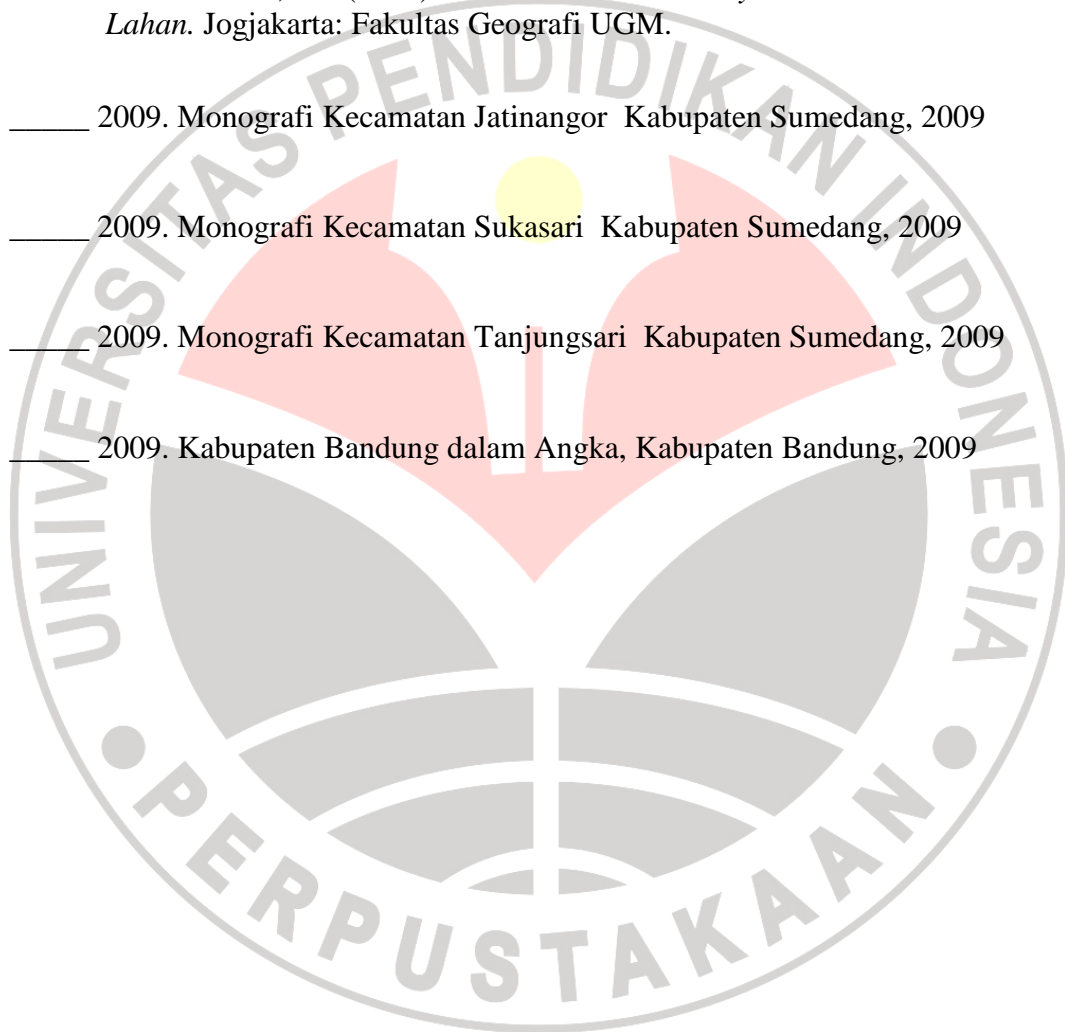 Lahan. Jogjakarta: Fakultas Geografi UGM.
_____ 2009. Monografi Kecamatan Jatinangor Kabupaten Sumedang, 2009
_____ 2009. Monografi Kecamatan Sukasari Kabupaten Sumedang, 2009
_____ 2009. Monografi Kecamatan Tanjungsari Kabupaten Sumedang, 2009
_____ 2009. Kabupaten Bandung dalam Angka, Kabupaten Bandung, 2009
UNIVERSITAS PENDIDIKAN INDONESIA
PERPUSTAKAAN